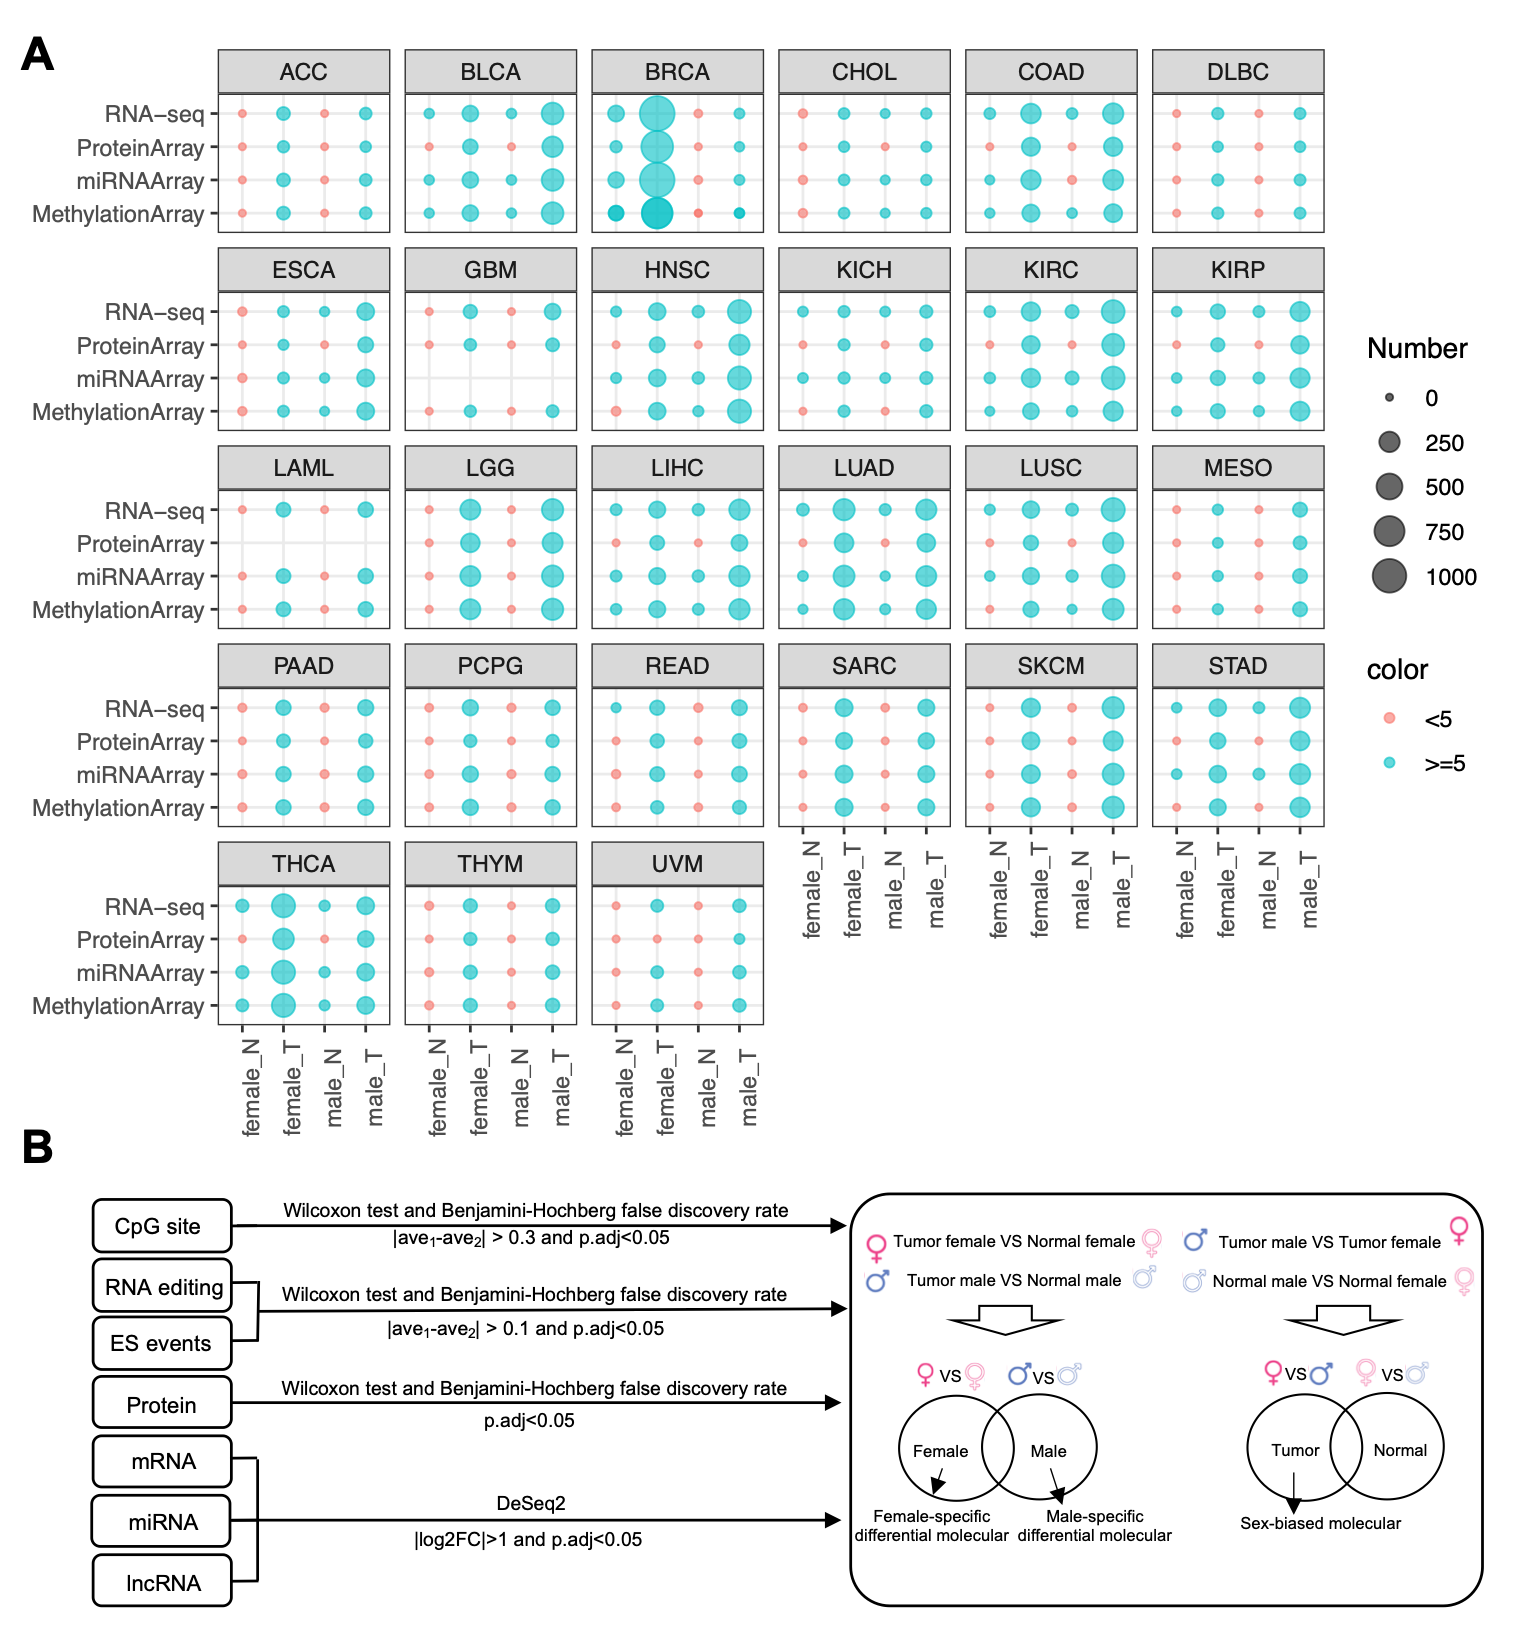 A
ACC BLCA BRCA CHOL COAD DLBC
RNA−seq
ProteinArray
miRNAArray
MethylationArray
ESCA GBM HNSC KICH KIRC KIRP
RNA−seq
ProteinArray
miRNAArray
MethylationArray
LAML LGG LIHC LUAD LUSC MESO
RNA−seq
ProteinArray
miRNAArray
MethylationArray
PAAD PCPG READ SARC SKCM STAD
RNA−seq
ProteinArray
miRNAArray
MethylationArray
female_N female_T male_N male_T female_N female_T male_N male_T female_N female_T male_N male_T
THCA THYM UVM
RNA−seq
ProteinArray
miRNAArray
MethylationArray
female_N female_T male_N male_T female_N female_T male_N male_T female_N female_T male_N male_T
Number
0
250
500
750
1000
color
<5
>=5
B
CpG site
RNA editing
ES events
Protein
mRNA
miRNA
lncRNA
Wilcoxon test and Benjamini-Hochberg false discovery rate
|ave1-ave2| > 0.3 and p.adj<0.05
Wilcoxon test and Benjamini-Hochberg false discovery rate
|ave1-ave2| > 0.1 and p.adj<0.05
Wilcoxon test and Benjamini-Hochberg false discovery rate
p.adj<0.05
DeSeq2
|log2FC|>1 and p.adj<0.05
♀ Tumor female VS Normal female ♀
♂ Tumor male VS Normal male ♂
♀ VS ♀ ♂ VS ♂
Female Male
Female-specific
differential molecular
Male-specific
differential molecular
♂ Tumor male VS Tumor female ♀
♂ Normal male VS Normal female ♀
♀ VS ♂ ♀ VS ♂
Tumor Normal
Sex-biased molecular